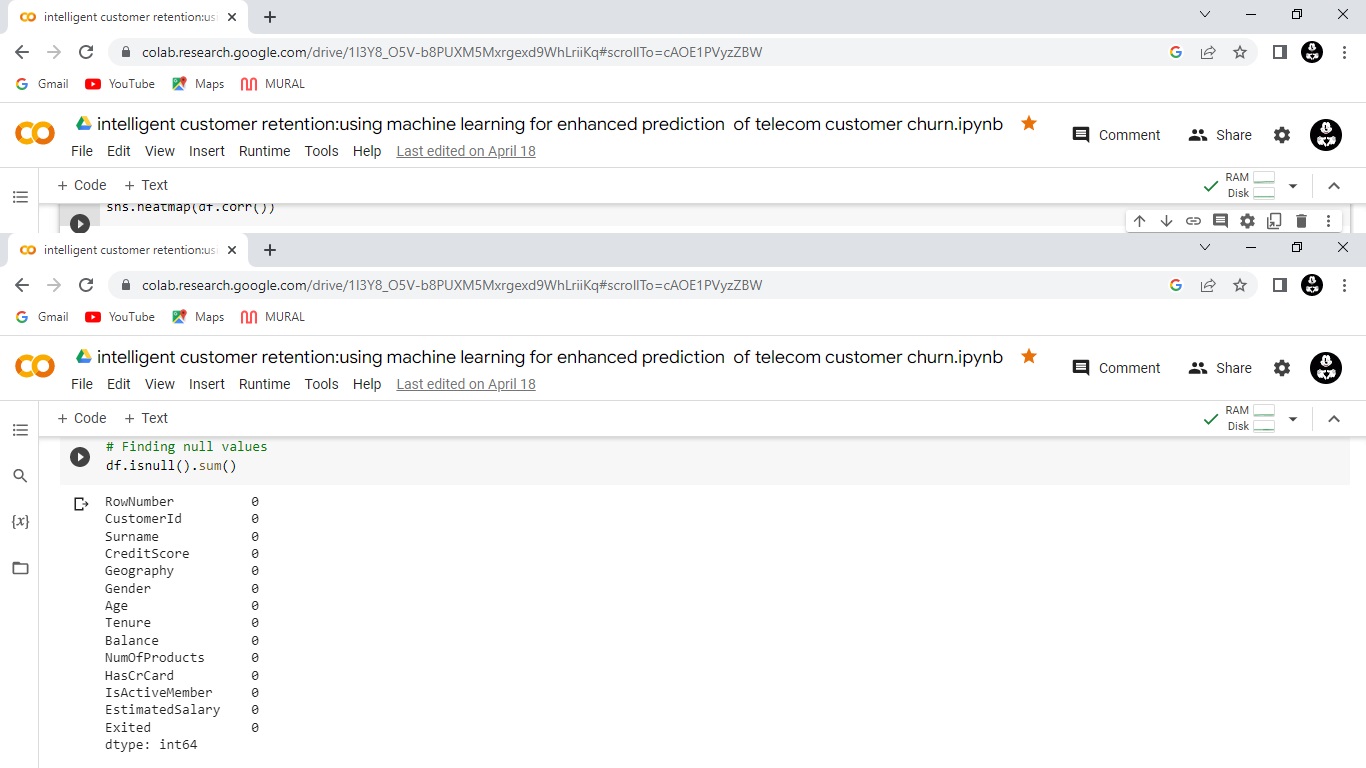 intelligent customer retention:us
colab.research.google.com/drive/1I3Y8_O5V-b8PUXM5Mxrgexd9WhLriiKq#scrollTo=cAOE1PVyzZBW
Gmail YouTube Maps MURAL
intelligent customer retention:using machine learning for enhanced prediction of telecom customer churn.ipynb
Comment Share
File Edit View Insert Runtime Tools Help Last edited on April 18
+ Code + Text
RAM
Disk
sns.heatmap(df.corr())
intelligent customer retention:us
colab.research.google.com/drive/1I3Y8_O5V-b8PUXM5Mxrgexd9WhLriiKq#scrollTo=cAOE1PVyzZBW
Gmail YouTube Maps MURAL
intelligent customer retention:using machine learning for enhanced prediction of telecom customer churn.ipynb
Comment Share
File Edit View Insert Runtime Tools Help Last edited on April 18
+ Code + Text
RAM
Disk
# Finding null values
df.isnull().sum()
RowNumber 0
CustomerId 0
Surname 0
CreditScore 0
Geography 0
Gender 0
Age 0
Tenure 0
Balance 0
NumOfProducts 0
HasCrCard 0
IsActiveMember 0
EstimatedSalary 0
Exited 0
dtype: int64